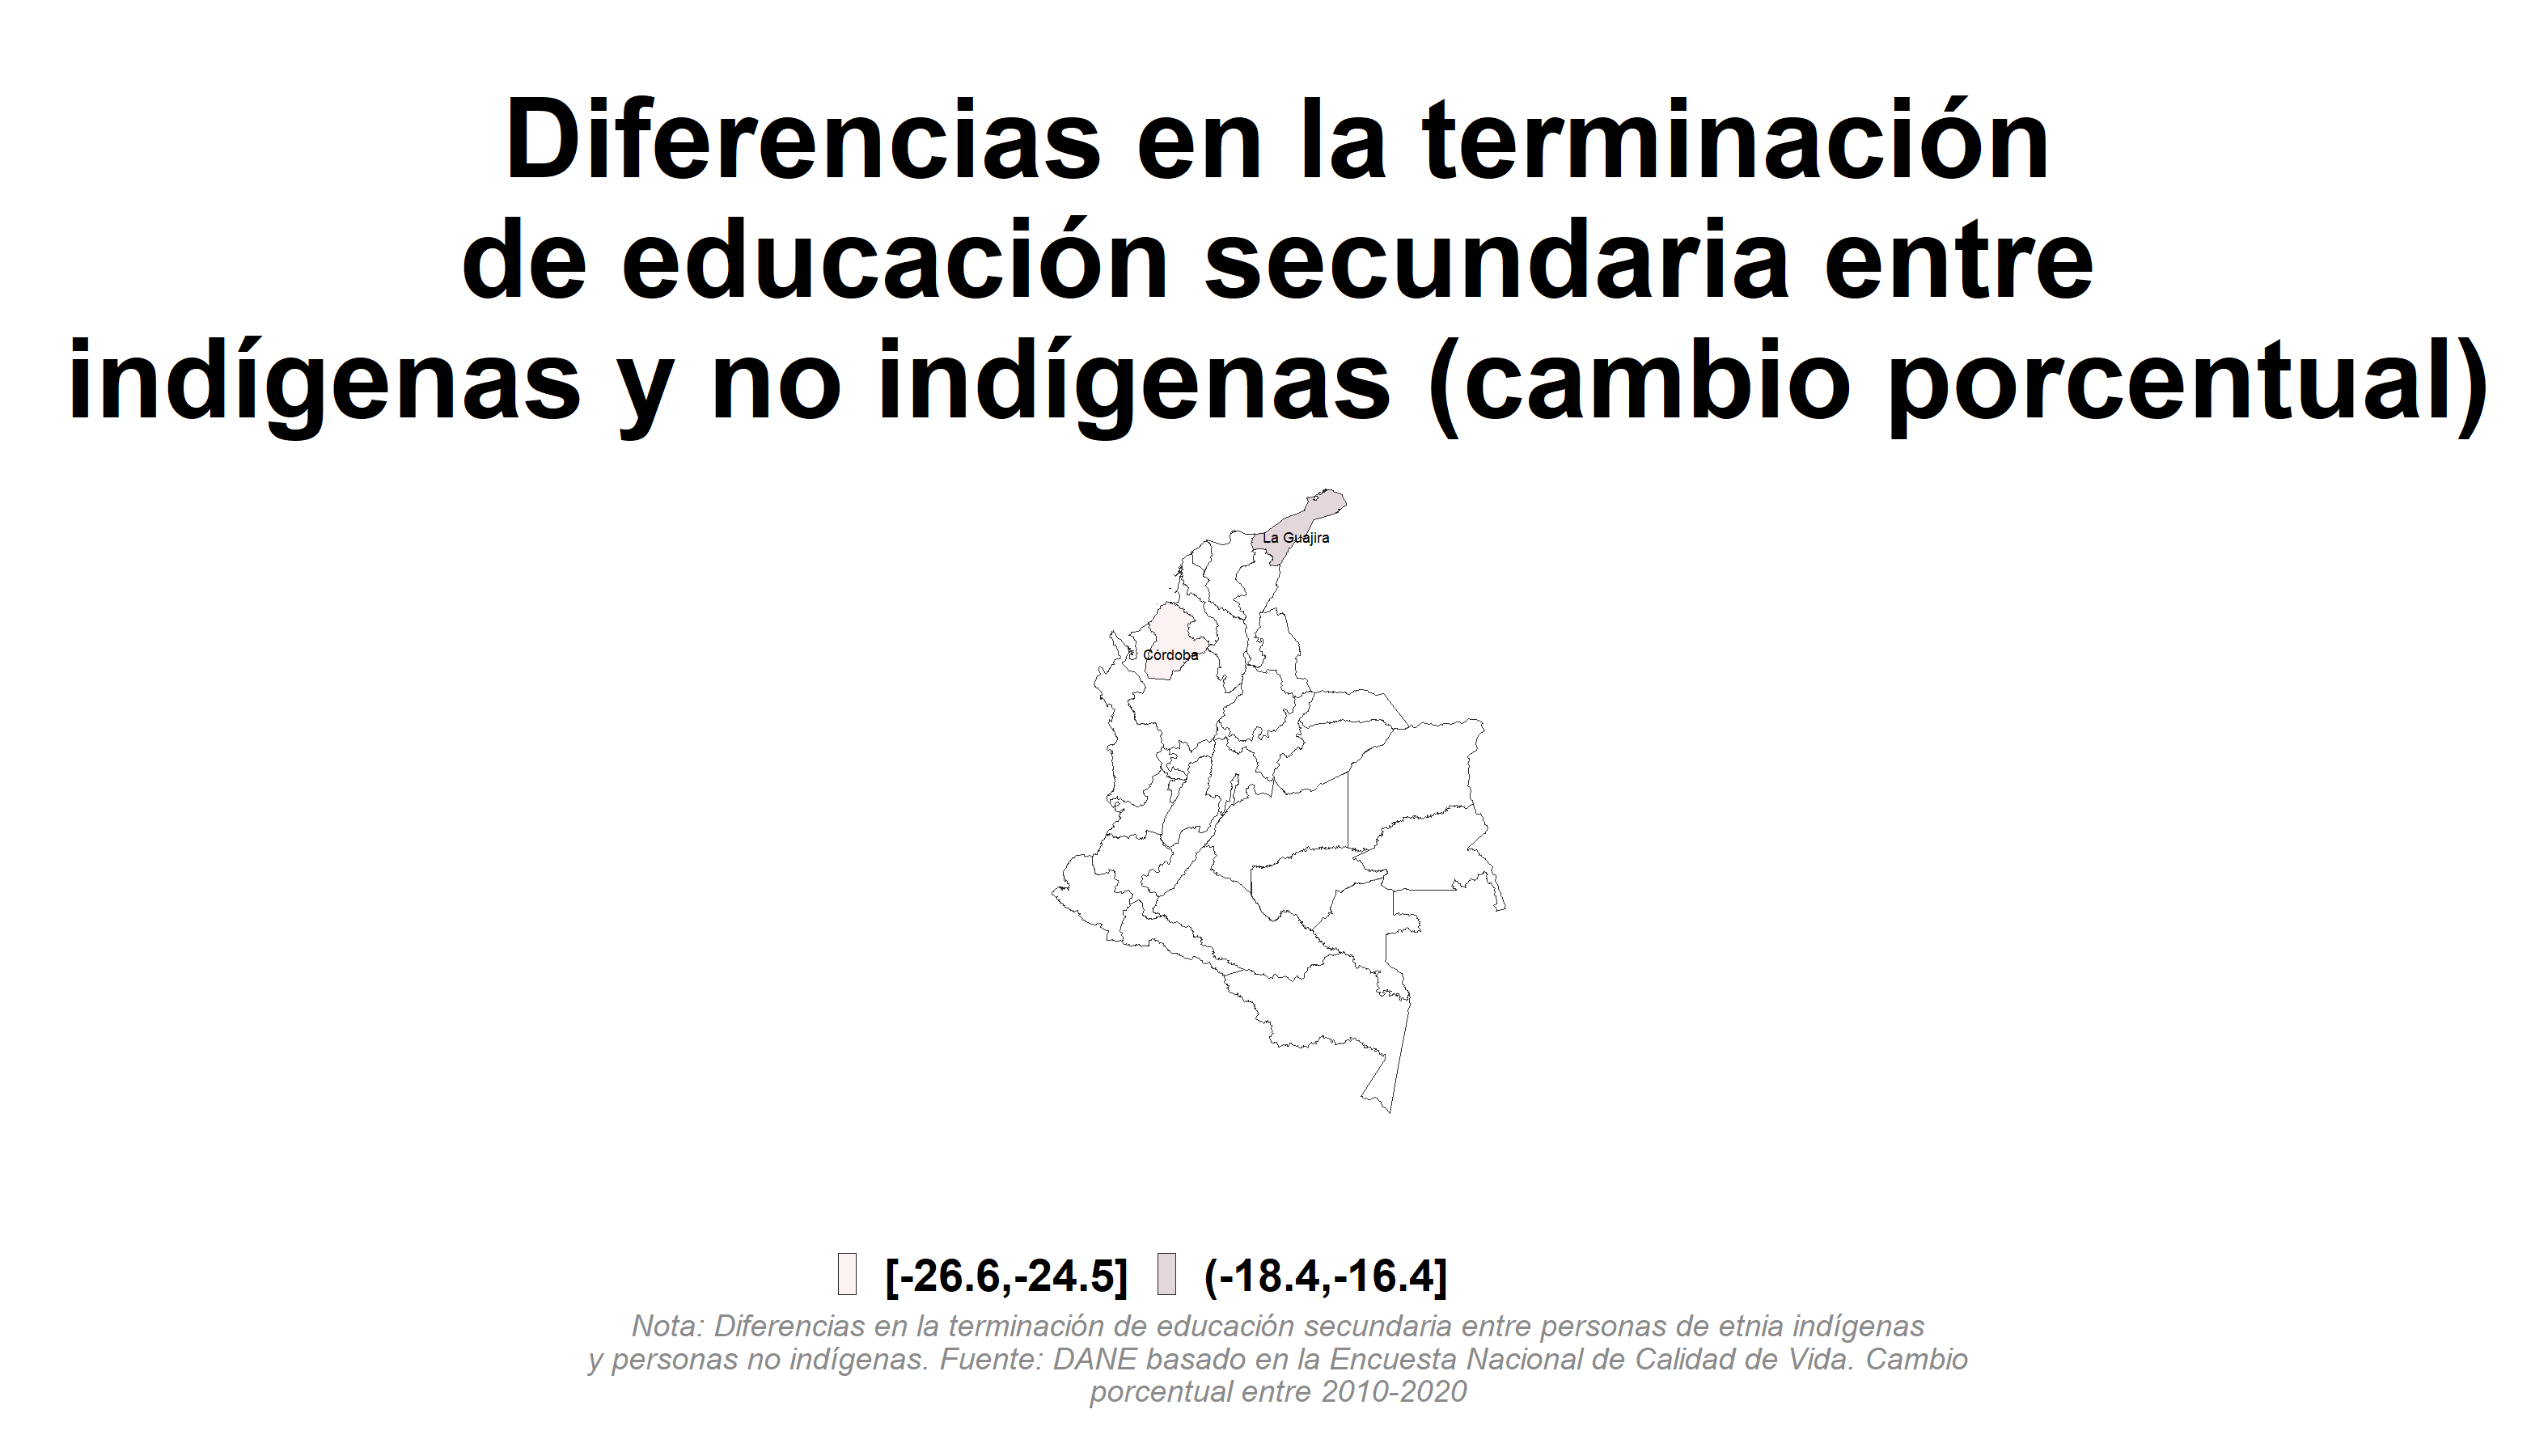 Diferencias en la terminación
de educación secundaria entre
indígenas y no indígenas (cambio porcentual)
La Guajira
Córdoba
[-26.6,-24.5] (-18.4,-16.4]
Nota: Diferencias en la terminación de educación secundaria entre personas de etnia indígenas
y personas no indígenas. Fuente: DANE basado en la Encuesta Nacional de Calidad de Vida. Cambio
porcentual entre 2010-2020